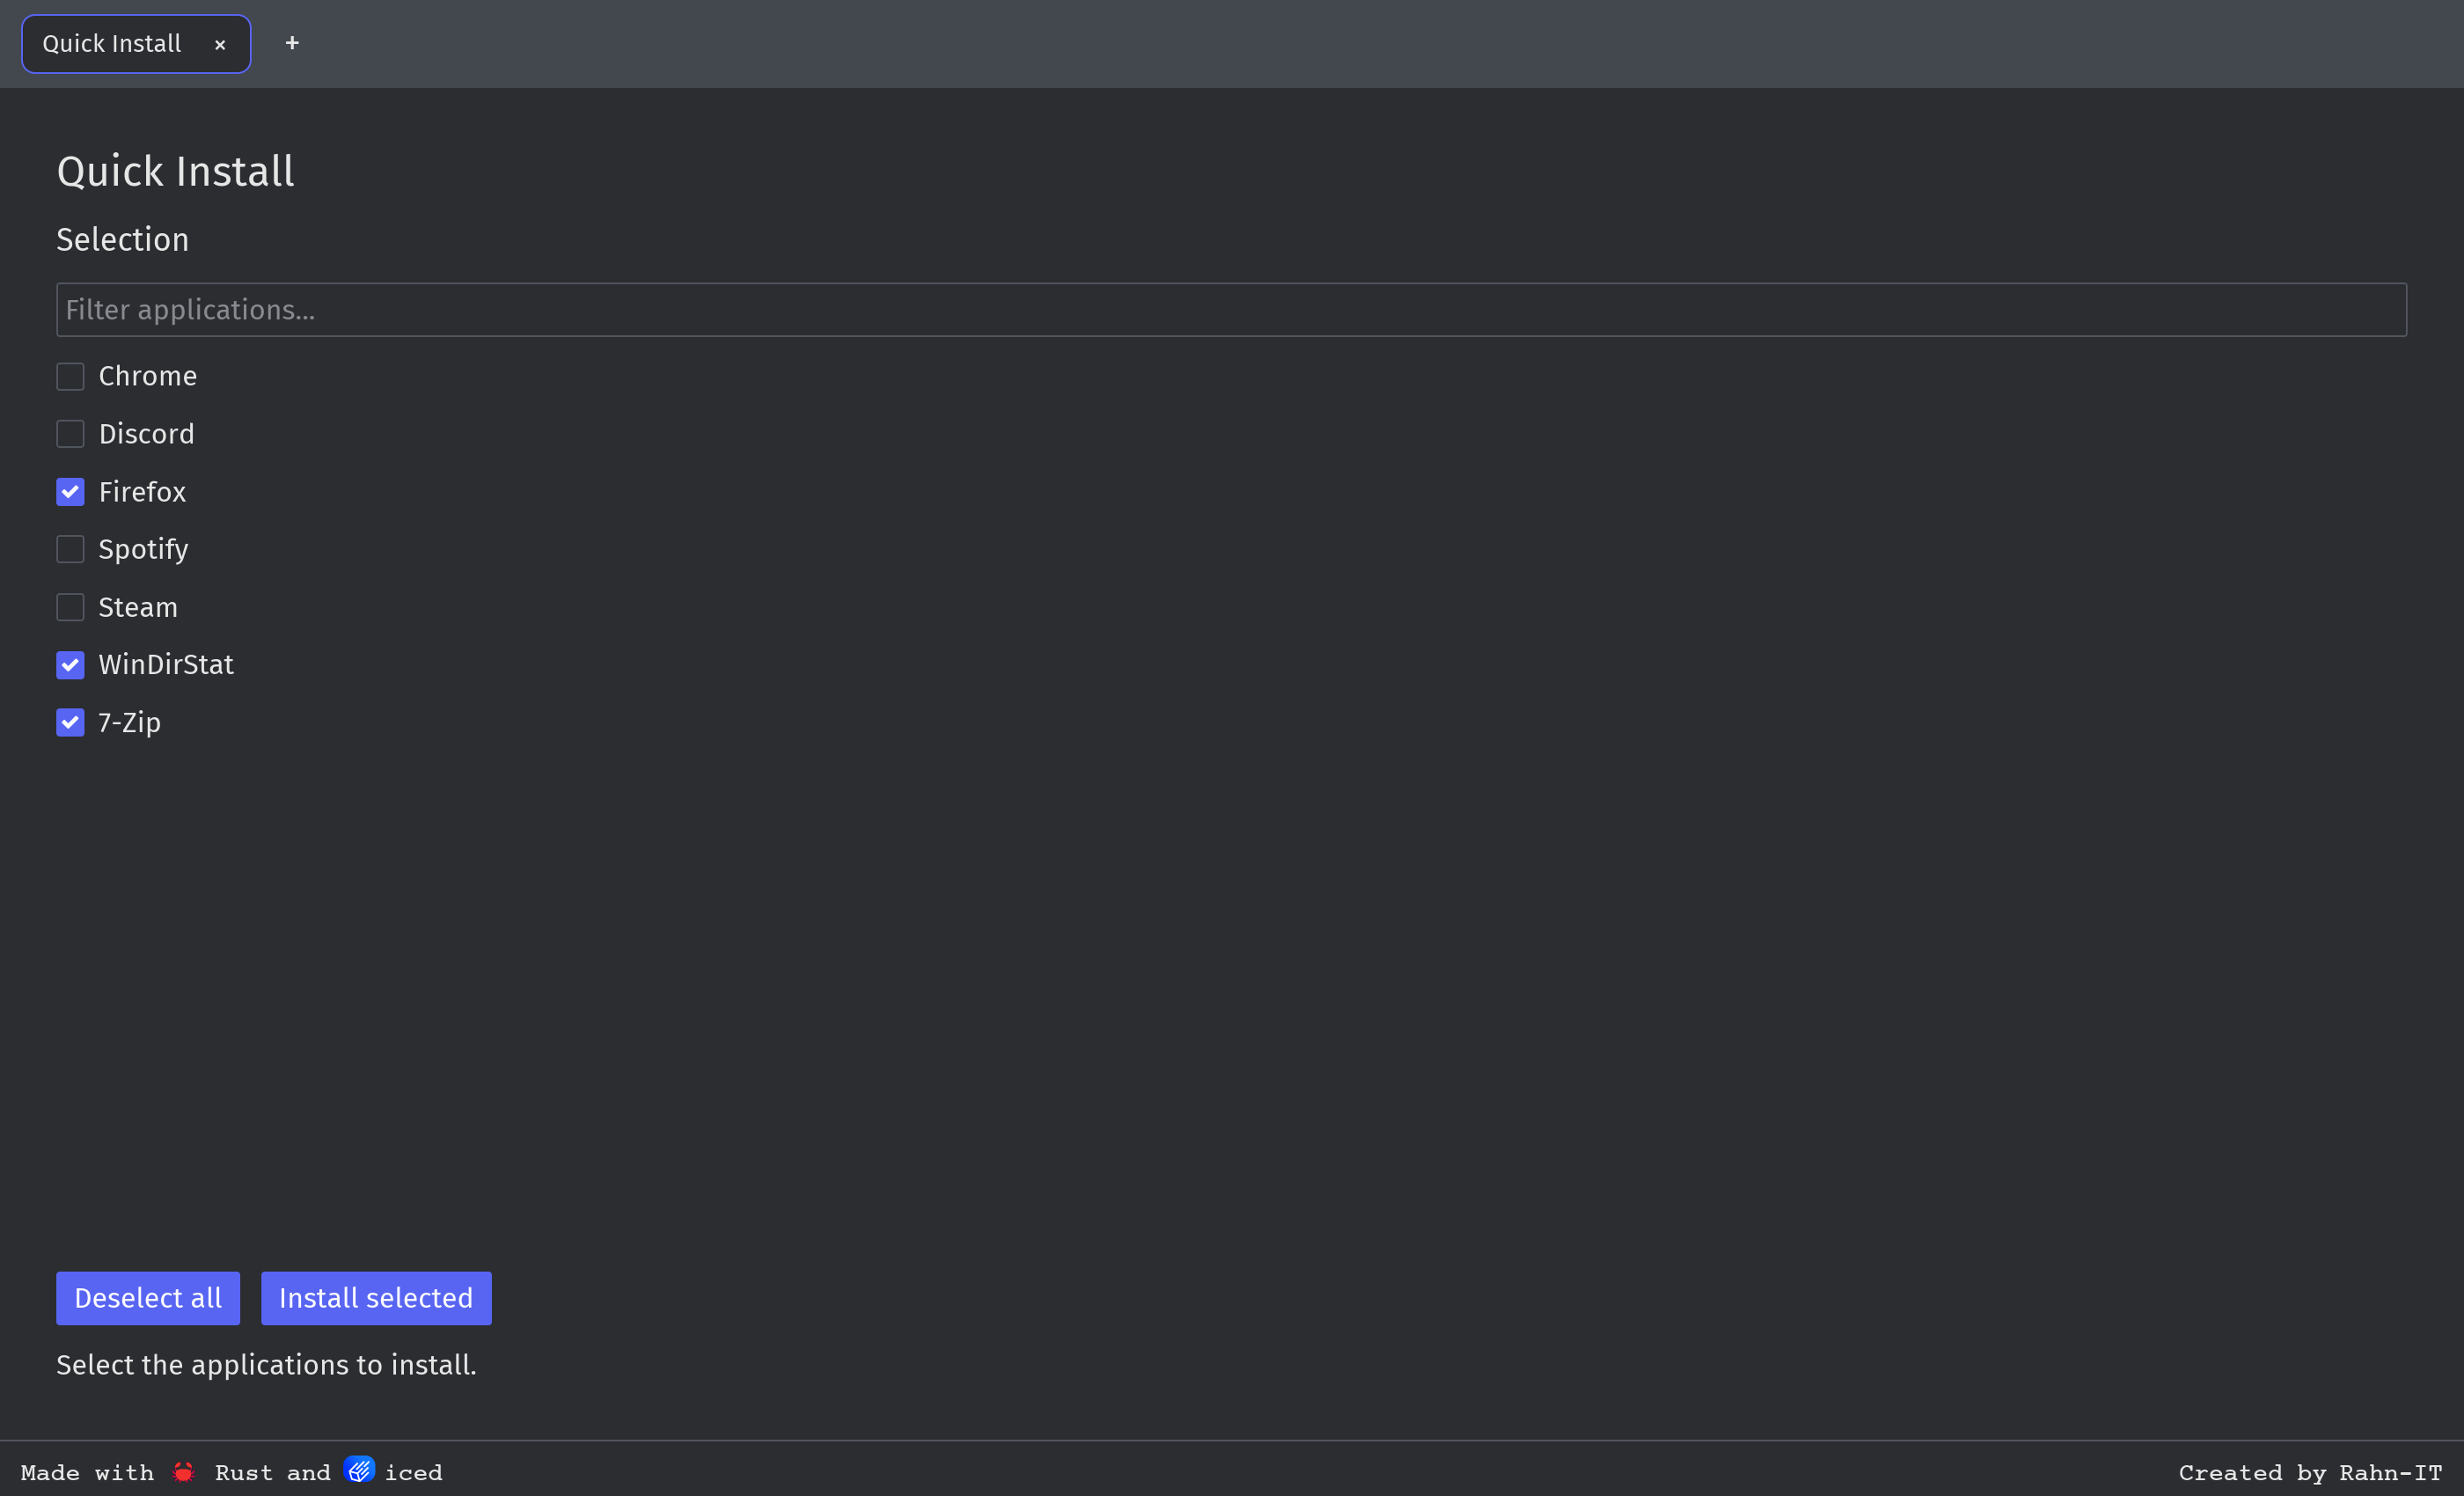 Quick Install × +
Quick Install
Selection
Filter applications...
Chrome
Discord
Firefox
Spotify
Steam
WinDirStat
7-Zip
Deselect all Install selected
Select the applications to install.
Made with 🦀 Rust and iced Created by Rahn-IT